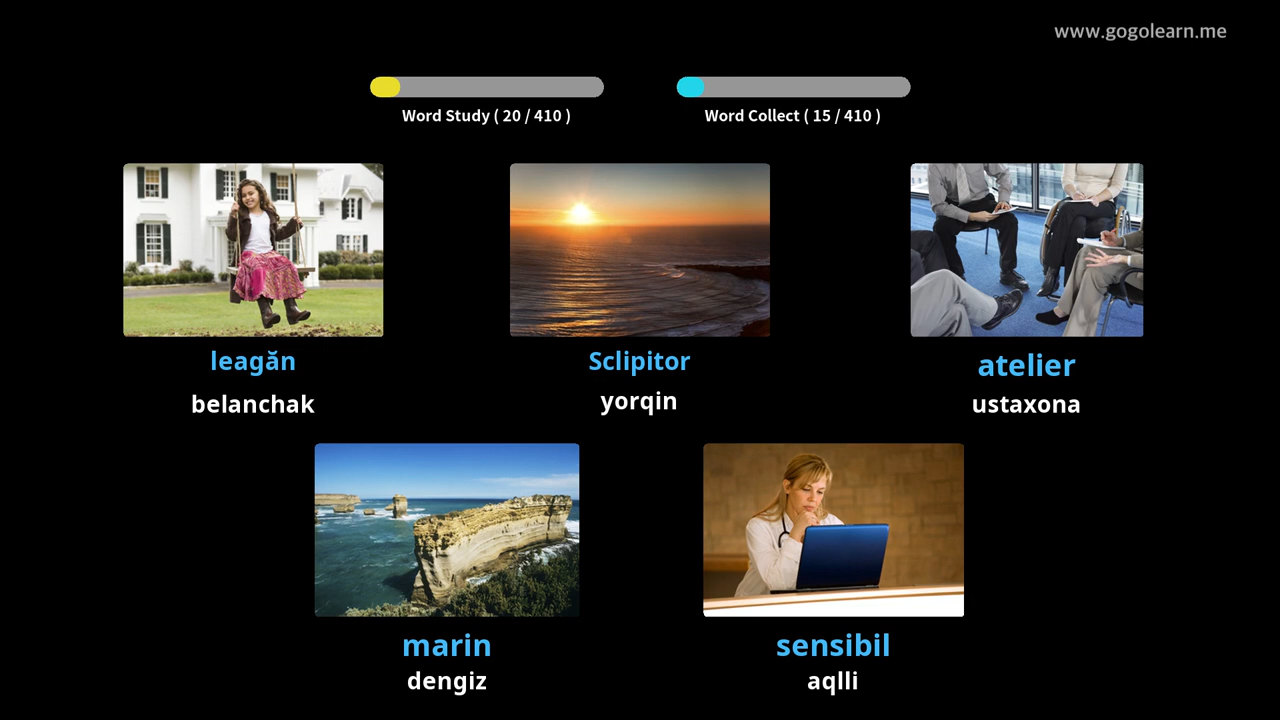 www.gogolearn.me
Word Study ( 20 / 410 )
Word Collect ( 15 / 410 )
leagăn
Sclipitor
atelier
belanchak
yorqin
ustaxona
marin
sensibil
dengiz
aqlli